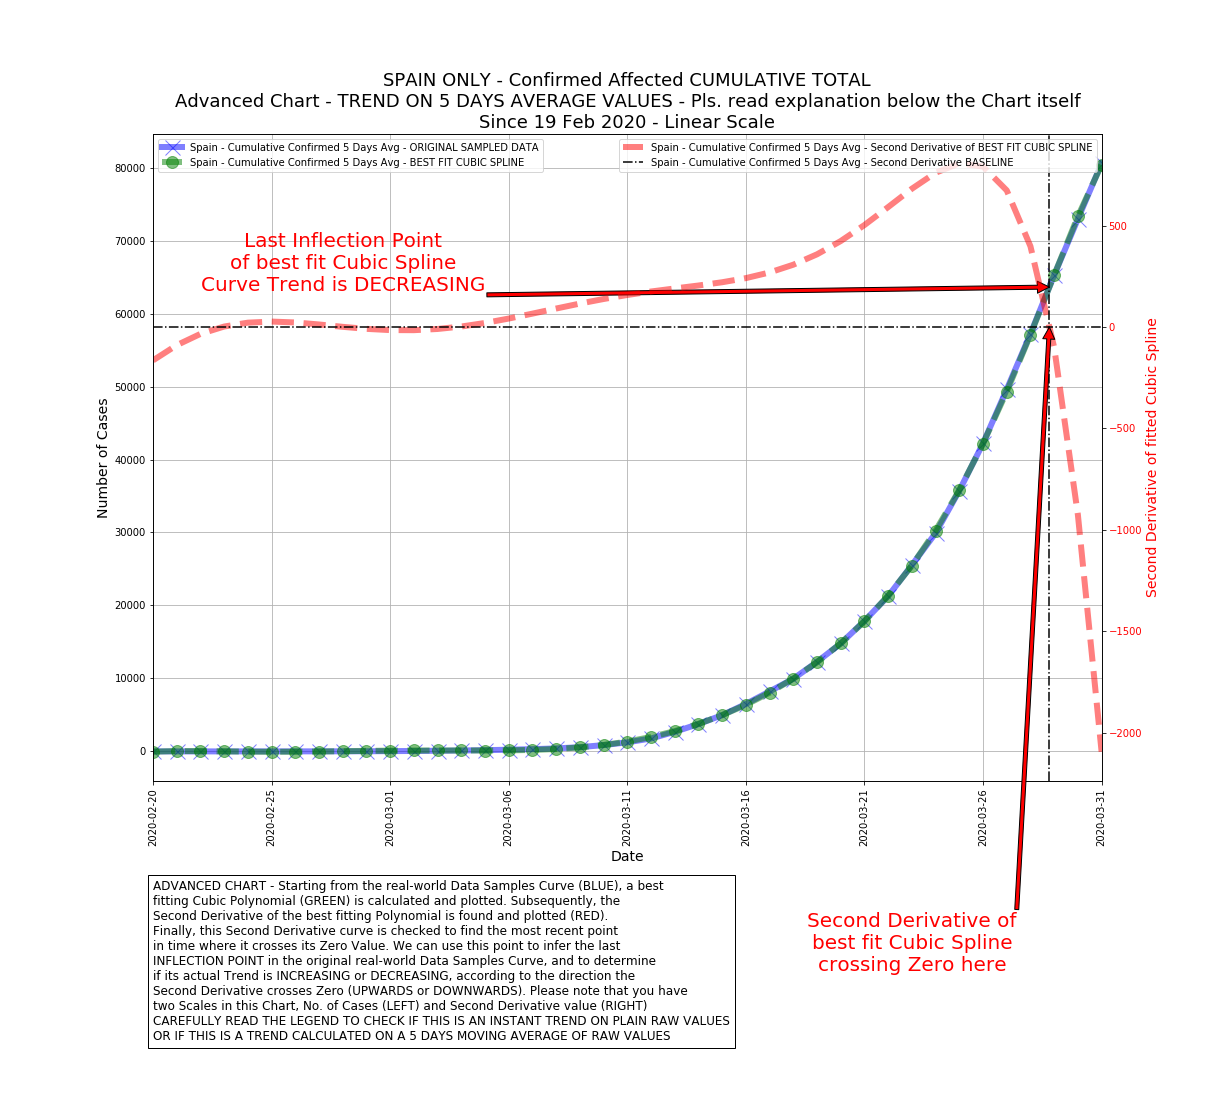 SPAIN ONLY - Confirmed Affected CUMULATIVE TOTAL
Advanced Chart - TREND ON 5 DAYS AVERAGE VALUES - Pls. read explanation below the Chart itself
Since 19 Feb 2020 - Linear Scale
Spain - Cumulative Confirmed 5 Days Avg - ORIGINAL SAMPLED DATA
Spain - Cumulative Confirmed 5 Days Avg - BEST FIT CUBIC SPLINE
Spain - Cumulative Confirmed 5 Days Avg - Second Derivative of BEST FIT CUBIC SPLINE
Spain - Cumulative Confirmed 5 Days Avg - Second Derivative BASELINE
Last Inflection Point
of best fit Cubic Spline
Curve Trend is DECREASING
Number of Cases
80000
70000
60000
50000
40000
30000
20000
10000
0
500
0
−500
−1000
−1500
−2000
Second Derivative of fitted Cubic Spline
2020-02-20
2020-02-25
2020-03-01
2020-03-06
2020-03-11
2020-03-16
2020-03-21
2020-03-26
2020-03-31
Date
ADVANCED CHART - Starting from the real-world Data Samples Curve (BLUE), a best
fitting Cubic Polynomial (GREEN) is calculated and plotted. Subsequently, the
Second Derivative of the best fitting Polynomial is found and plotted (RED).
Finally, this Second Derivative curve is checked to find the most recent point
in time where it crosses its Zero Value. We can use this point to infer the last
INFLECTION POINT in the original real-world Data Samples Curve, and to determine
if its actual Trend is INCREASING or DECREASING, according to the direction the
Second Derivative crosses Zero (UPWARDS or DOWNWARDS). Please note that you have
two Scales in this Chart, No. of Cases (LEFT) and Second Derivative value (RIGHT)
CAREFULLY READ THE LEGEND TO CHECK IF THIS IS AN INSTANT TREND ON PLAIN RAW VALUES
OR IF THIS IS A TREND CALCULATED ON A 5 DAYS MOVING AVERAGE OF RAW VALUES
Second Derivative of
best fit Cubic Spline
crossing Zero here